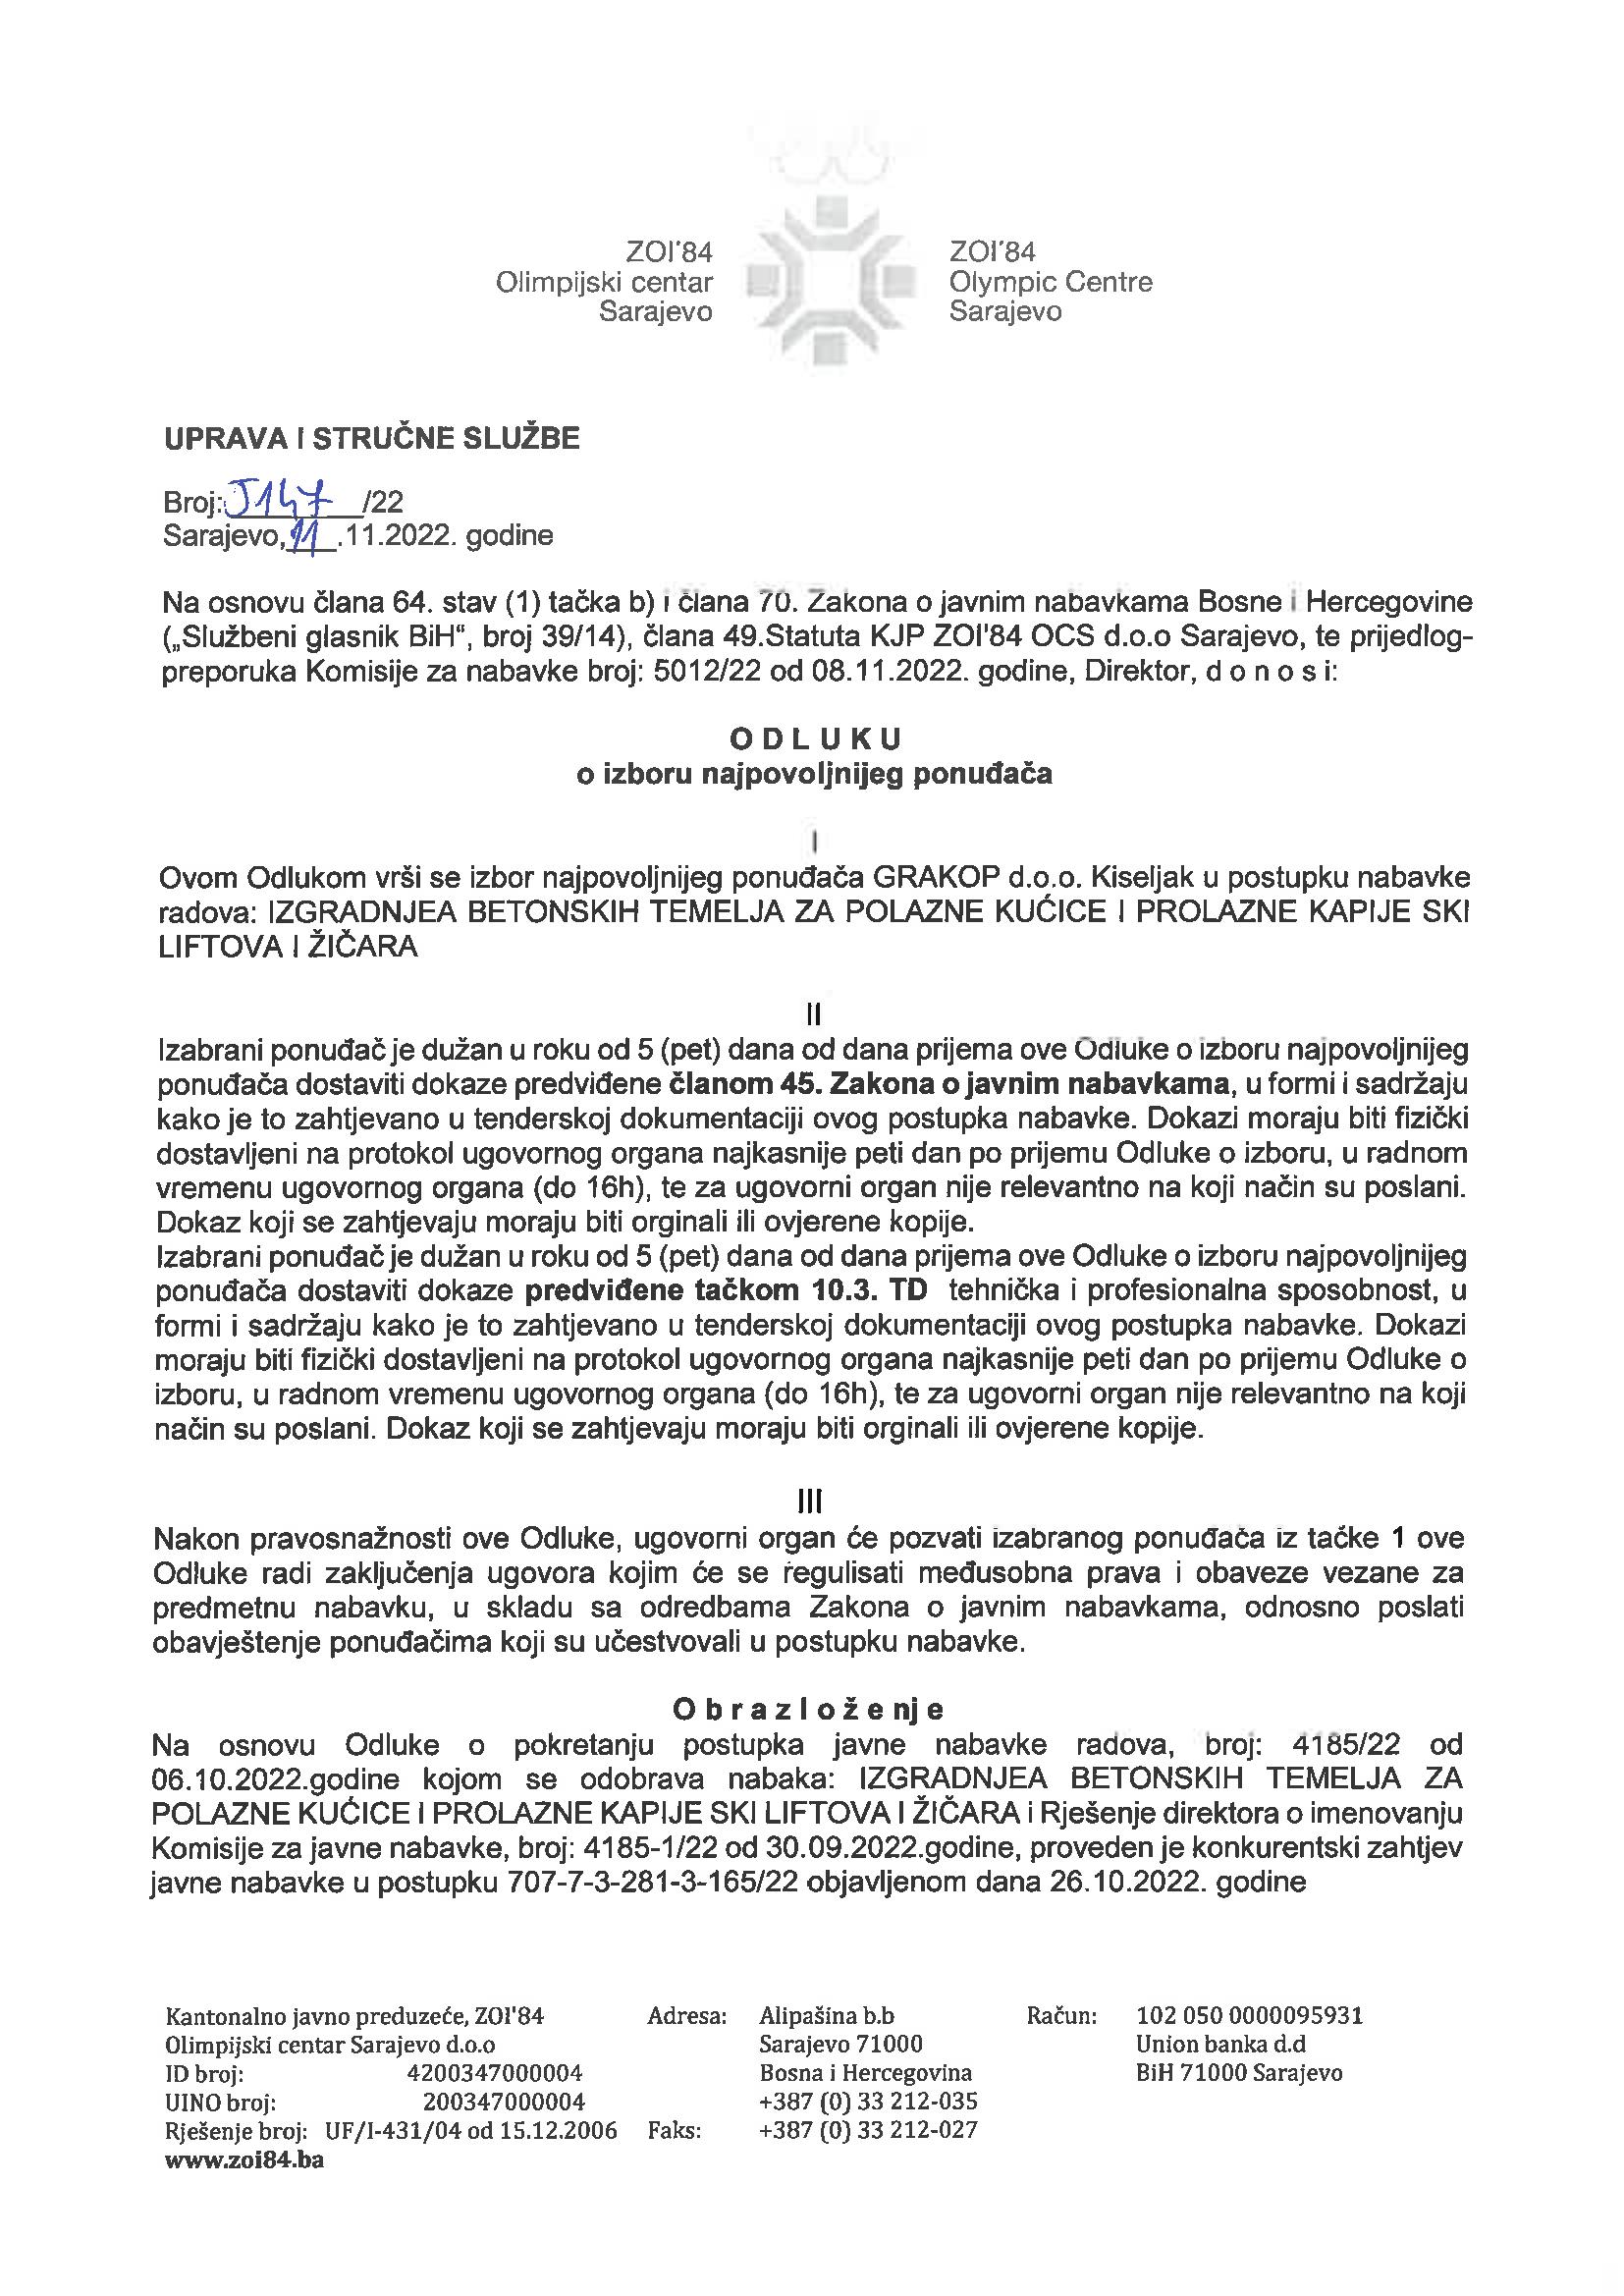 ZOI'84
Olimpijski centar
Sarajevo
ZOI'84
Olympic Centre
Sarajevo
UPRAVA I STRUČNE SLUŽBE
Broj: 5147 /22
Sarajevo, 11 .11.2022. godine
Na osnovu člana 64. stav (1) tačka b) i člana 70. Zakona o javnim nabavkama Bosne i Hercegovine
(„Službeni glasnik BiH“, broj 39/14), člana 49.Statuta KJP ZOI'84 OCS d.o.o Sarajevo, te prijedlog-
preporuka Komisije za nabavke broj: 5012/22 od 08.11.2022. godine, Direktor, d o n o s i:
O D L U K U
o izboru najpovoljnijeg ponuđača
I
Ovom Odlukom vrši se izbor najpovoljnijeg ponuđača GRAKOP d.o.o. Kiseljak u postupku nabavke
radova: IZGRADNJEA BETONSKIH TEMELJA ZA POLAZNE KUĆICE I PROLAZNE KAPIJE SKI
LIFTOVA I ŽIČARA
II
Izabrani ponuđač je dužan u roku od 5 (pet) dana od dana prijema ove Odluke o izboru najpovoljnijeg
ponuđača dostaviti dokaze predviđene članom 45. Zakona o javnim nabavkama, u formi i sadržaju
kako je to zahtjevano u tenderskoj dokumentaciji ovog postupka nabavke. Dokazi moraju biti fizički
dostavljeni na protokol ugovornog organa najkasnije peti dan po prijemu Odluke o izboru, u radnom
vremenu ugovornog organa (do 16h), te za ugovorni organ nije relevantno na koji način su poslani.
Dokaz koji se zahtjevaju moraju biti orginali ili ovjerene kopije.
Izabrani ponuđač je dužan u roku od 5 (pet) dana od dana prijema ove Odluke o izboru najpovoljnijeg
ponuđača dostaviti dokaze predviđene tačkom 10.3. TD tehnička i profesionalna sposobnost, u
formi i sadržaju kako je to zahtjevano u tenderskoj dokumentaciji ovog postupka nabavke. Dokazi
moraju biti fizički dostavljeni na protokol ugovornog organa najkasnije peti dan po prijemu Odluke o
izboru, u radnom vremenu ugovornog organa (do 16h), te za ugovorni organ nije relevantno na koji
način su poslani. Dokaz koji se zahtjevaju moraju biti orginali ili ovjerene kopije.
III
Nakon pravosnažnosti ove Odluke, ugovorni organ će pozvati izabranog ponuđača iz tačke 1 ove
Odluke radi zaključenja ugovora kojim će se regulisati međusobna prava i obaveze vezane za
predmetnu nabavku, u skladu sa odredbama Zakona o javnim nabavkama, odnosno poslati
obavještenje ponuđačima koji su učestvovali u postupku nabavke.
O b r a z l o ž e nj e
Na osnovu Odluke o pokretanju postupka javne nabavke radova, broj: 4185/22 od
06.10.2022.godine kojom se odobrava nabaka: IZGRADNJEA BETONSKIH TEMELJA ZA
POLAZNE KUĆICE I PROLAZNE KAPIJE SKI LIFTOVA I ŽIČARA i Rješenje direktora o imenovanju
Komisije za javne nabavke, broj: 4185-1/22 od 30.09.2022.godine, proveden je konkurentski zahtjev
javne nabavke u postupku 707-7-3-281-3-165/22 objavljenom dana 26.10.2022. godine
Kantonalno javno preduzeće, ZOI'84 Adresa: Alipašina b.b Račun: 102 050 0000095931
Olimpijski centar Sarajevo d.o.o Sarajevo 71000 Union banka d.d
ID broj: 4200347000004 Bosna i Hercegovina BiH 71000 Sarajevo
UINO broj: 200347000004 +387 (0) 33 212-035
Rješenje broj: UF/I-431/04 od 15.12.2006 Faks: +387 (0) 33 212-027
www.zoi84.ba